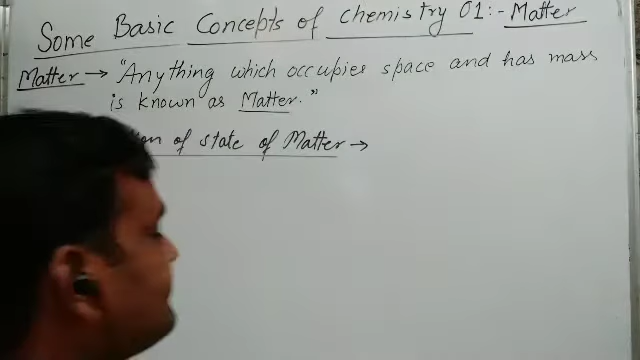 Some Basic Concepts of chemistry 01:- Matter
Matter → "Anything which occupies space and has mass
is known as Matter."
of state of Matter →